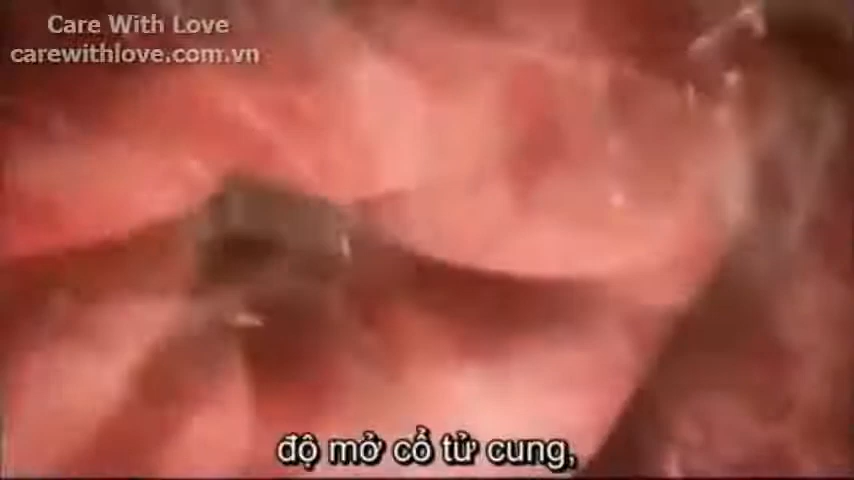 Care With Love
carewithlove.com.vn
độ mở cổ tử cung,